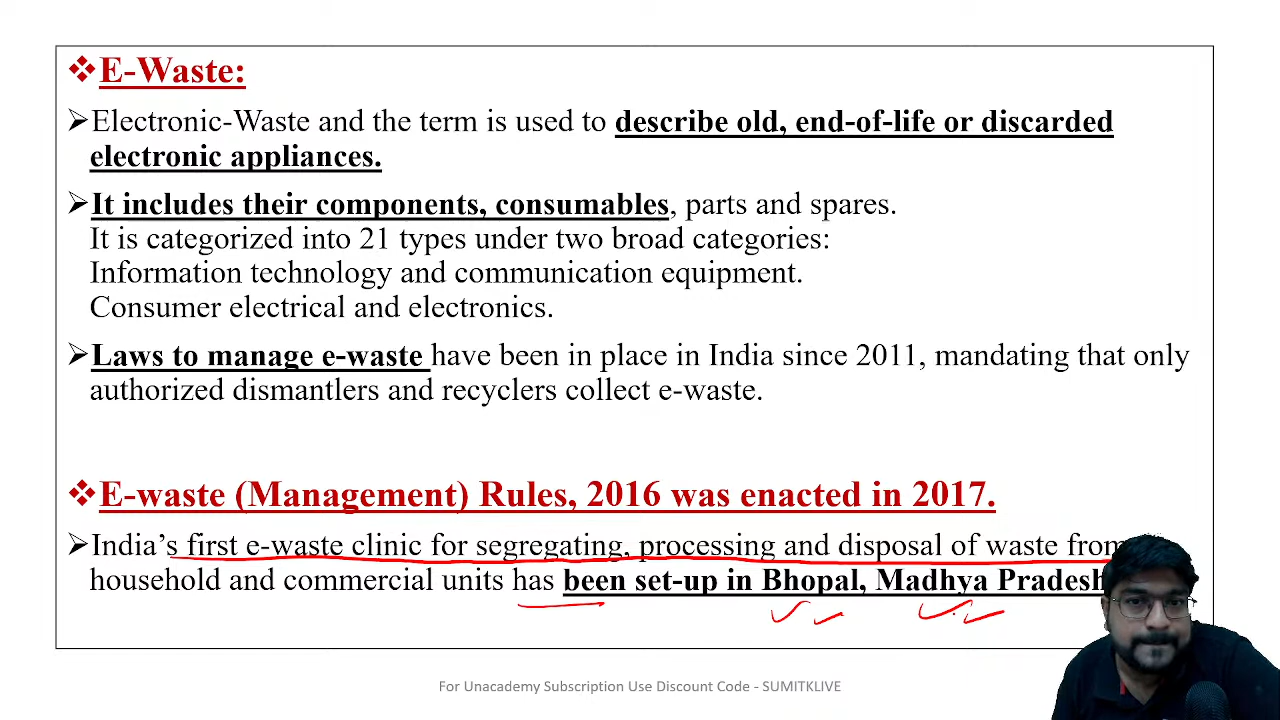 ❖E-Waste:
➢Electronic-Waste and the term is used to describe old, end-of-life or discarded
electronic appliances.
➢It includes their components, consumables, parts and spares.
It is categorized into 21 types under two broad categories:
Information technology and communication equipment.
Consumer electrical and electronics.
➢Laws to manage e-waste have been in place in India since 2011, mandating that only
authorized dismantlers and recyclers collect e-waste.
❖E-waste (Management) Rules, 2016 was enacted in 2017.
➢India's first e-waste clinic for segregating, processing and disposal of waste from
household and commercial units has been set-up in Bhopal, Madhya Pradesh
For Unacademy Subscription Use Discount Code - SUMITKLIVE